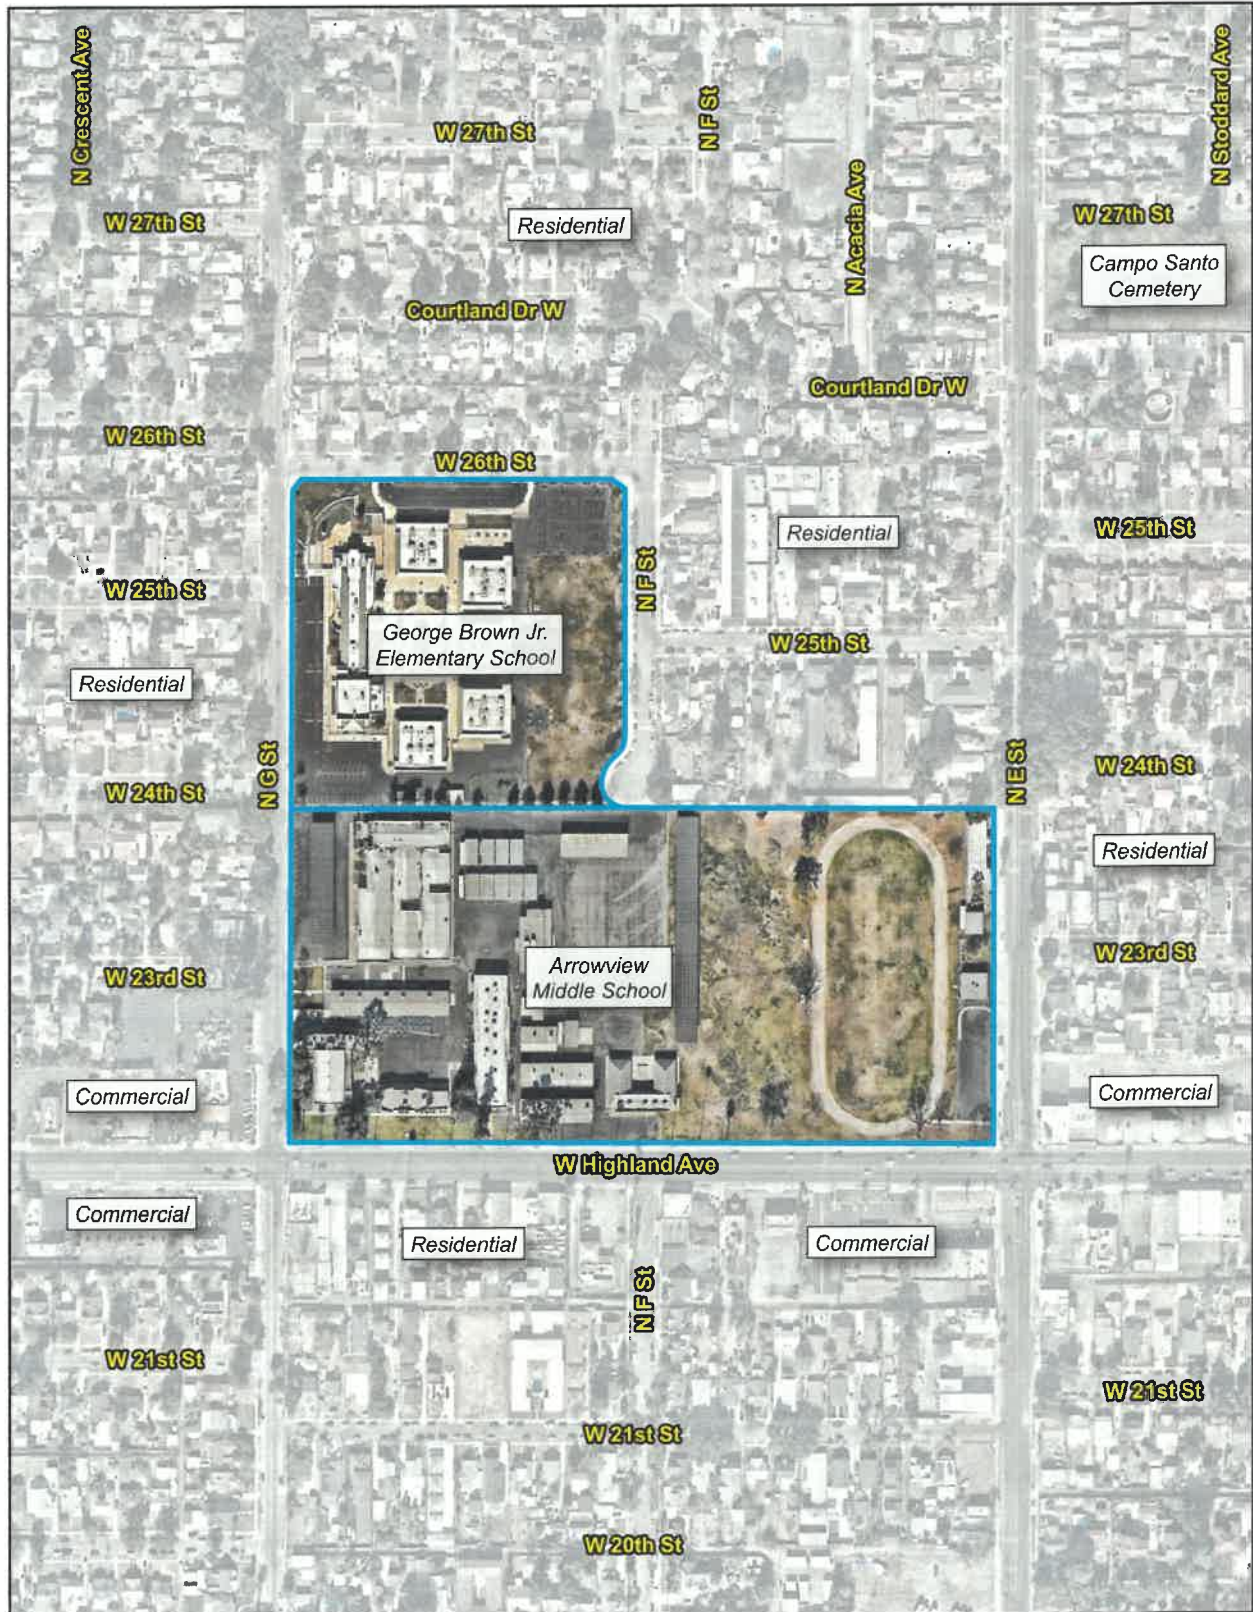 N Crescent Ave
N Stoddard Ave
N F St
W 27th St
N Acacia Ave
W 27th St
W 27th St
Residential
Campo Santo
Cemetery
Courtland Dr W
Courtland Dr W
W 26th St
W 26th St
W 25th St
Residential
N F St
W 25th St
George Brown Jr.
Elementary School
W 25th St
Residential
N G St
N E St
W 24th St
W 24th St
Residential
W 23rd St
W 23rd St
Arrowview
Middle School
Commercial
Commercial
W Highland Ave
Commercial
Residential
Commercial
N F St
W 21st St
W 21st St
W 21st St
W 20th St